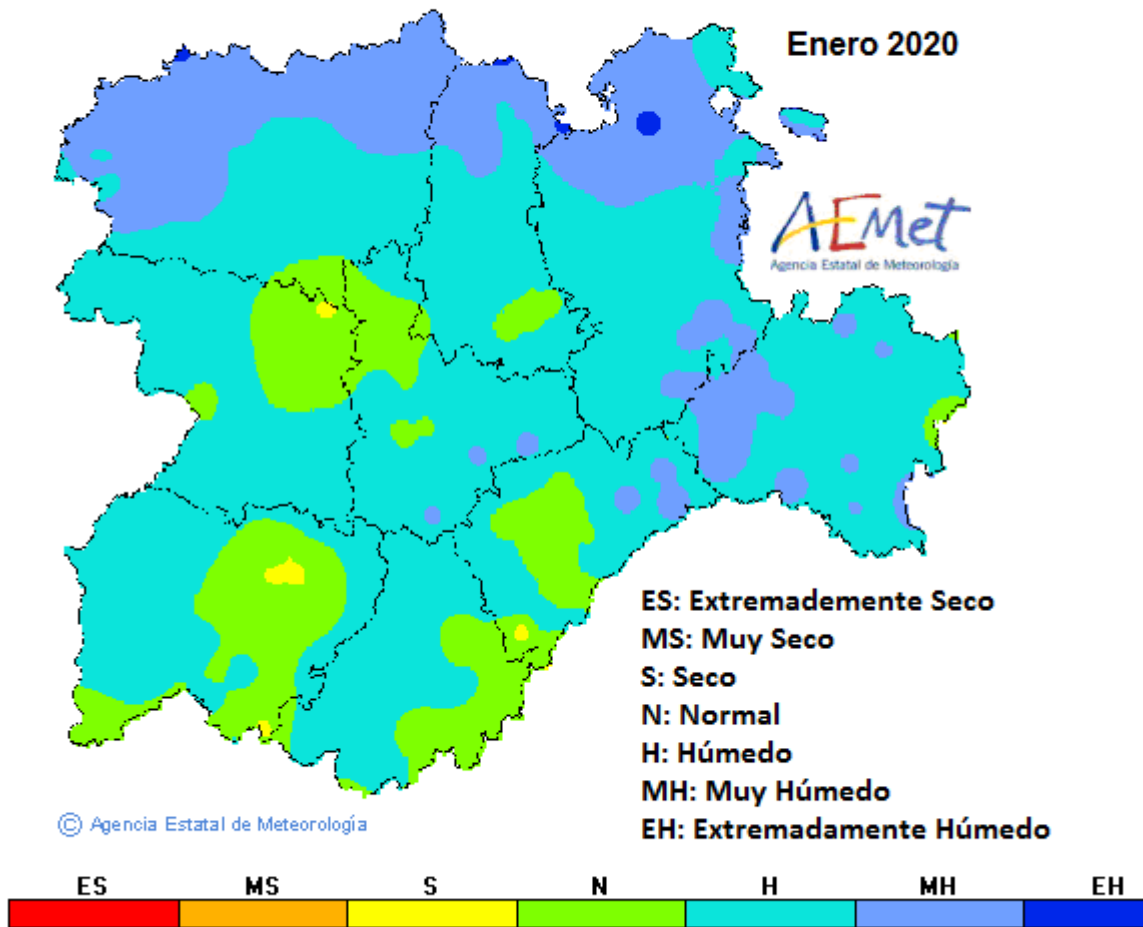 Enero 2020
AEMet
Agencia Estatal de Meteorología
ES: Extremademente Seco
MS: Muy Seco
S: Seco
N: Normal
H: Húmedo
MH: Muy Húmedo
EH: Extremadamente Húmedo
© Agencia Estatal de Meteorología
ES MS S N H MH EH